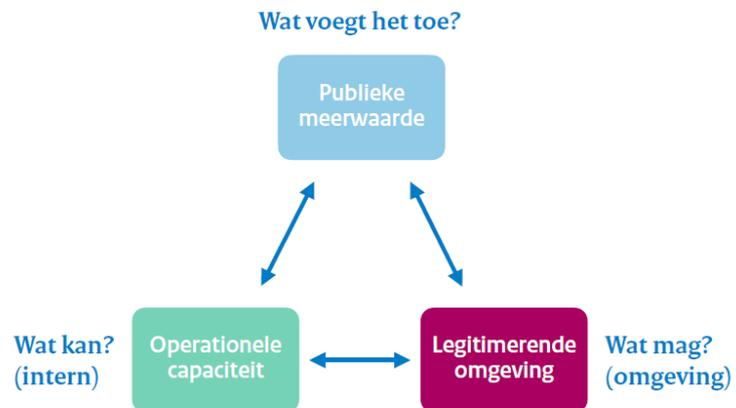 Wat voegt het toe?
Publieke
meerwaarde
Wat kan?
(intern)
Operationele
capaciteit
Legitimerende
omgeving
Wat mag?
(omgeving)